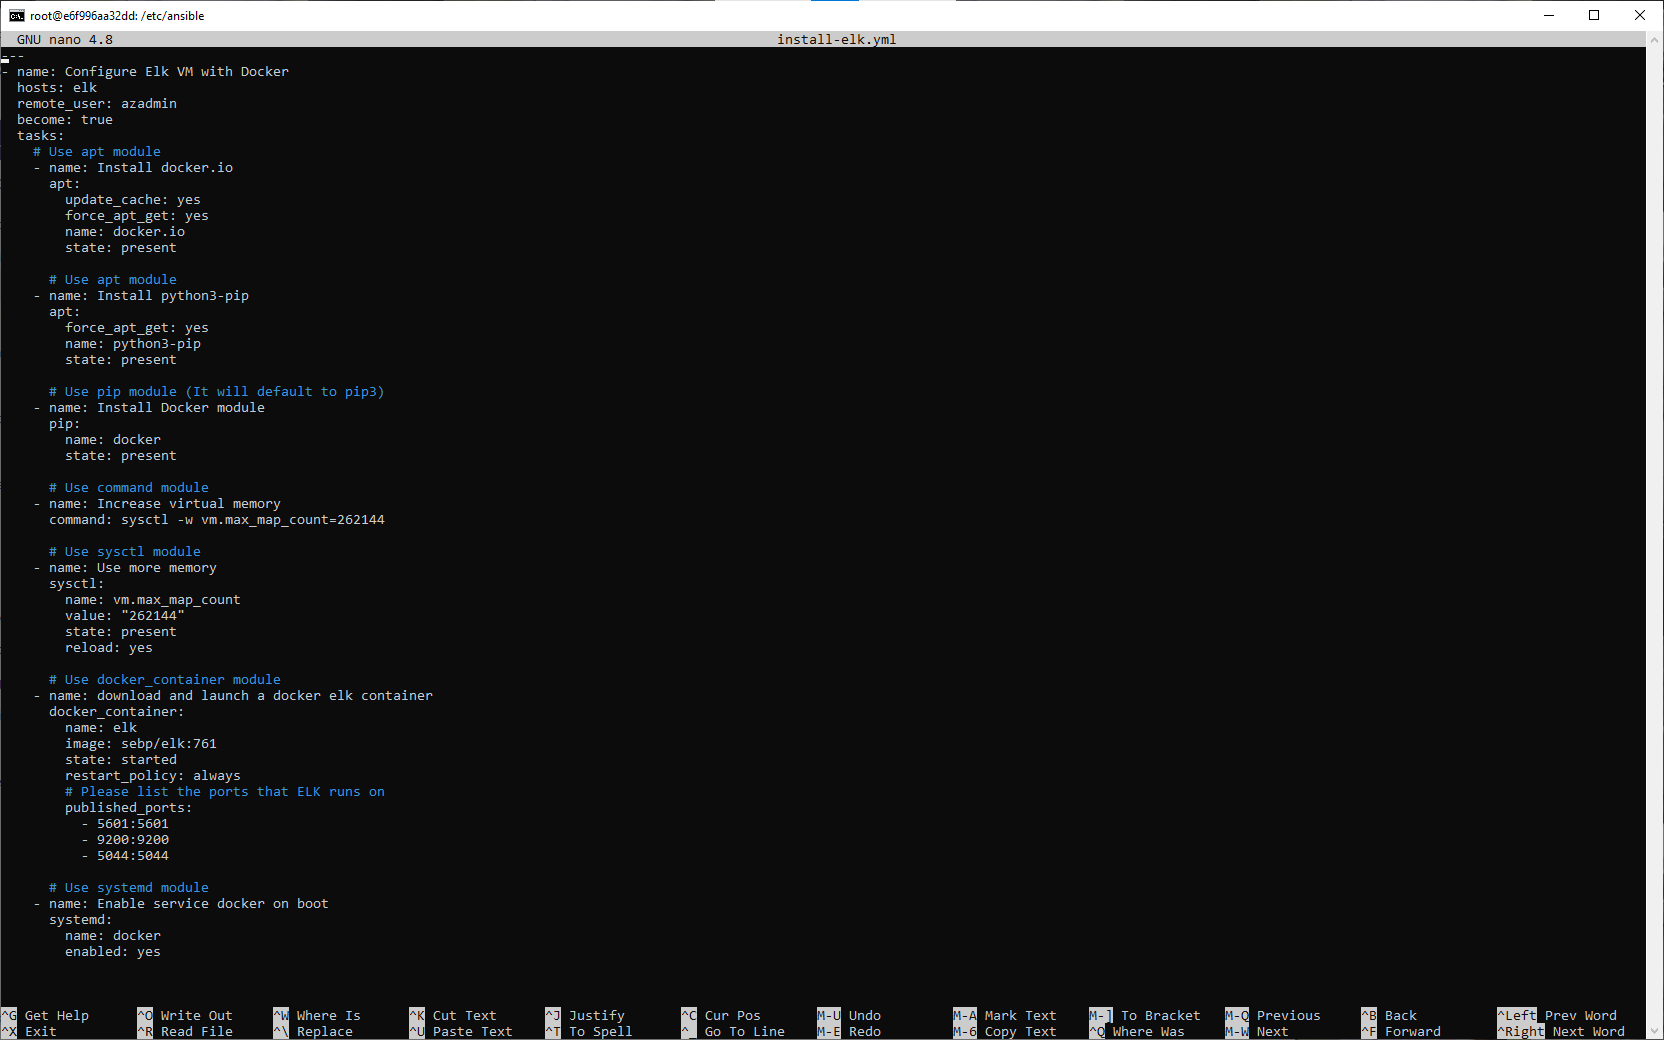 root@e6f996aa32dd: /etc/ansible
GNU nano 4.8 install-elk.yml
---
- name: Configure Elk VM with Docker
  hosts: elk
  remote_user: azadmin
  become: true
  tasks:
    # Use apt module
    - name: Install docker.io
      apt:
        update_cache: yes
        force_apt_get: yes
        name: docker.io
        state: present

      # Use apt module
    - name: Install python3-pip
      apt:
        force_apt_get: yes
        name: python3-pip
        state: present

      # Use pip module (It will default to pip3)
    - name: Install Docker module
      pip:
        name: docker
        state: present

      # Use command module
    - name: Increase virtual memory
      command: sysctl -w vm.max_map_count=262144

      # Use sysctl module
    - name: Use more memory
      sysctl:
        name: vm.max_map_count
        value: "262144"
        state: present
        reload: yes

      # Use docker_container module
    - name: download and launch a docker elk container
      docker_container:
        name: elk
        image: sebp/elk:761
        state: started
        restart_policy: always
        # Please list the ports that ELK runs on
        published_ports:
          - 5601:5601
          - 9200:9200
          - 5044:5044

      # Use systemd module
    - name: Enable service docker on boot
      systemd:
        name: docker
        enabled: yes

^G Get Help ^O Write Out ^W Where Is ^K Cut Text ^J Justify ^C Cur Pos M-U Undo M-A Mark Text M-] To Bracket M-Q Previous ^B Back ^Left Prev Word
^X Exit ^R Read File ^\ Replace ^U Paste Text ^T To Spell ^_ Go To Line M-E Redo M-6 Copy Text ^Q Where Was M-W Next ^F Forward ^Right Next Word